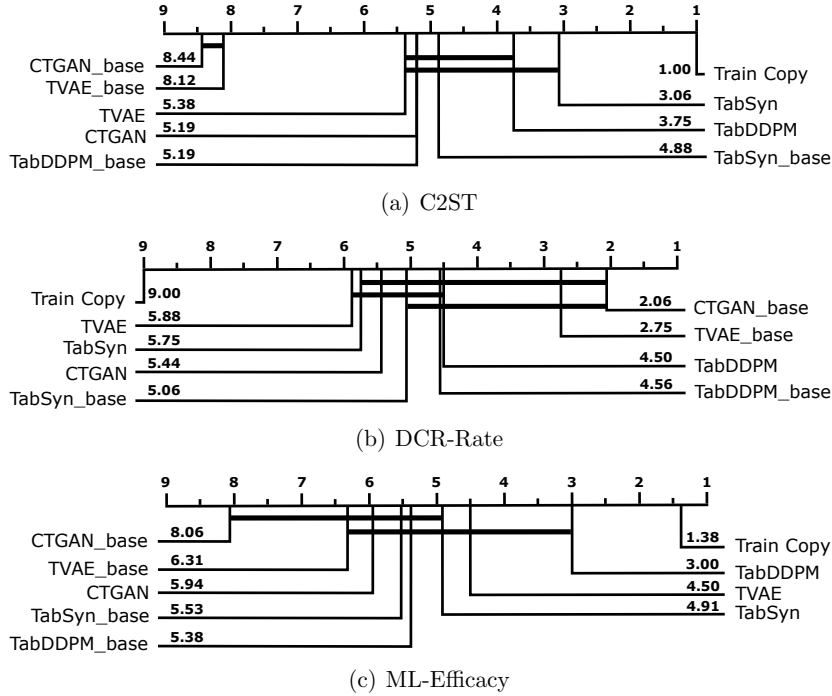 9 8 7 6 5 4 3 2 1
CTGAN_base 8.44
1.00 Train Copy
TVAE_base 8.12
3.06 TabSyn
TVAE 5.38
3.75 TabDDPM
CTGAN 5.19
4.88 TabSyn_base
TabDDPM_base 5.19
(a) C2ST
9 8 7 6 5 4 3 2 1
Train Copy 9.00
2.06 CTGAN_base
TVAE 5.88
2.75 TVAE_base
TabSyn 5.75
4.50 TabDDPM
CTGAN 5.44
4.56 TabDDPM_base
TabSyn_base 5.06
(b) DCR-Rate
9 8 7 6 5 4 3 2 1
CTGAN_base 8.06
1.38 Train Copy
TVAE_base 6.31
3.00 TabDDPM
CTGAN 5.94
4.50 TVAE
TabSyn_base 5.53
4.91 TabSyn
TabDDPM_base 5.38
(c) ML-Efficacy